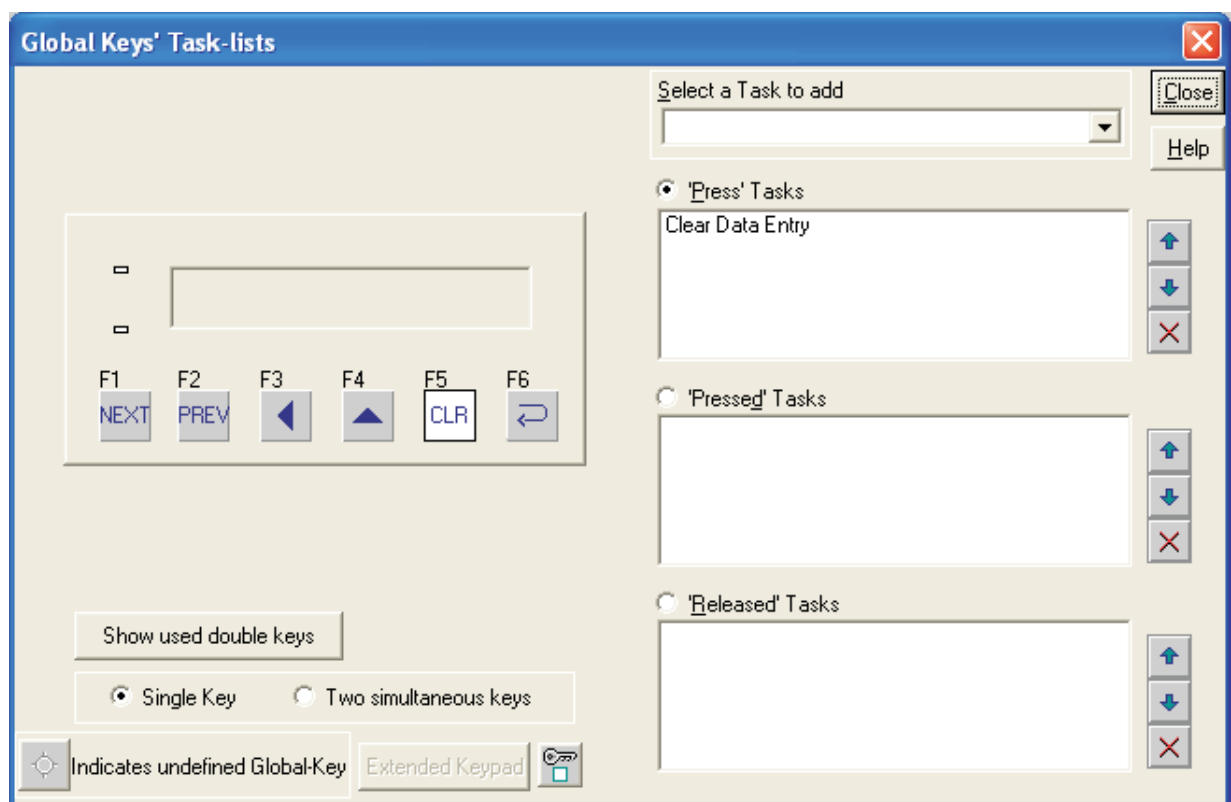 Global Keys' Task-lists
Select a Task to add
Close
Help
'Press' Tasks
Clear Data Entry
F1 F2 F3 F4 F5 F6
NEXT PREV CLR
'Pressed' Tasks
'Released' Tasks
Show used double keys
Single Key Two simultaneous keys
Indicates undefined Global-Key Extended Keypad